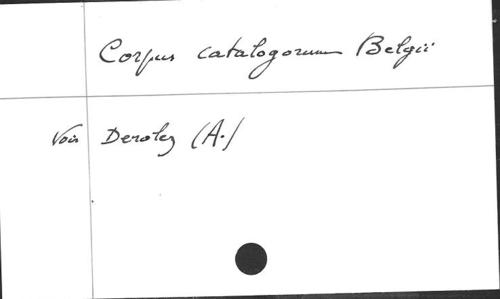 Corpus catalogorum Belgii
Voir Derolez (A.)